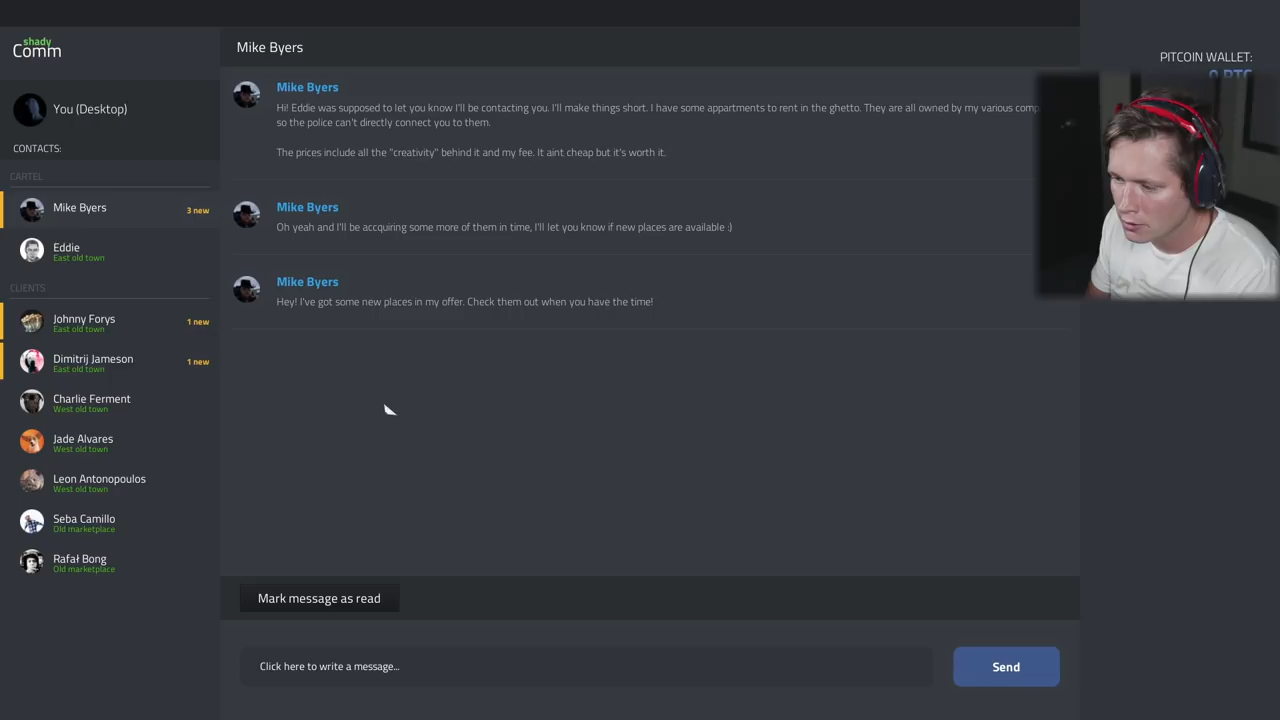 shady
Comm
You (Desktop)
CONTACTS:
CARTEL
Mike Byers
3 new
Eddie
East old town
CLIENTS
Johnny Forys
East old town
1 new
Dimitrij Jameson
East old town
1 new
Charlie Ferment
West old town
Jade Alvares
West old town
Leon Antonopoulos
West old town
Seba Camillo
Old marketplace
Rafał Bong
Old marketplace
Mike Byers
Mike Byers
Hi! Eddie was supposed to let you know I'll be contacting you. I'll make things short. I have some appartments to rent in the ghetto. They are all owned by my various comp
so the police can't directly connect you to them.
The prices include all the "creativity" behind it and my fee. It aint cheap but it's worth it.
Mike Byers
Oh yeah and I'll be accquiring some more of them in time, I'll let you know if new places are available :)
Mike Byers
Hey! I've got some new places in my offer. Check them out when you have the time!
Mark message as read
Click here to write a message...
Send
PITCOIN WALLET: